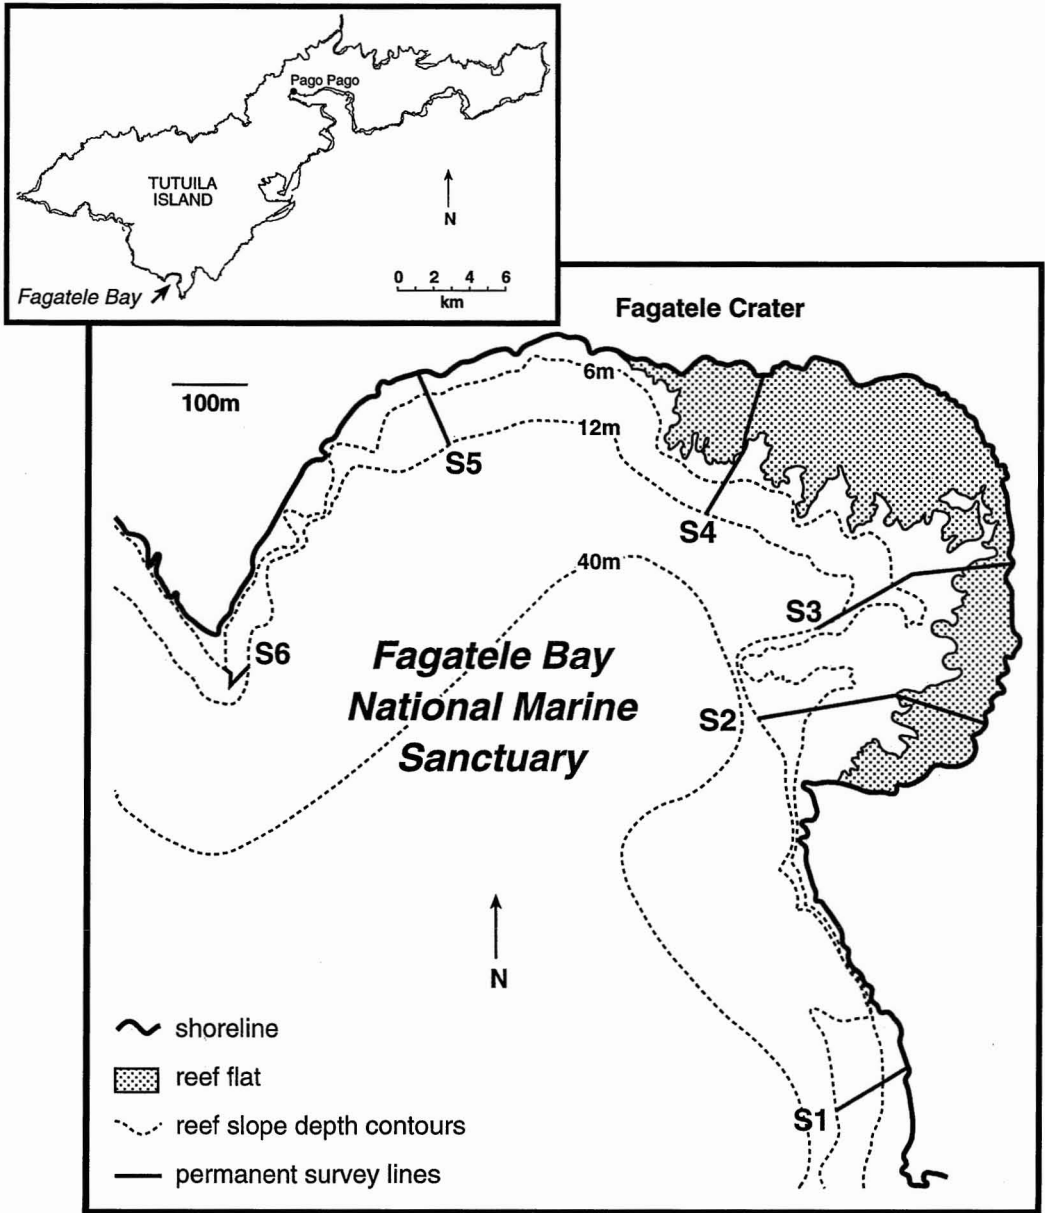 Pago Pago
TUTUILA
ISLAND
N
0 2 4 6
km
Fagatele Bay
Fagatele Crater
100m
6m
12m
S5
S4
40m
S3
S6
Fagatele Bay
National Marine
Sanctuary
S2
N
shoreline
reef flat
reef slope depth contours
permanent survey lines
S1